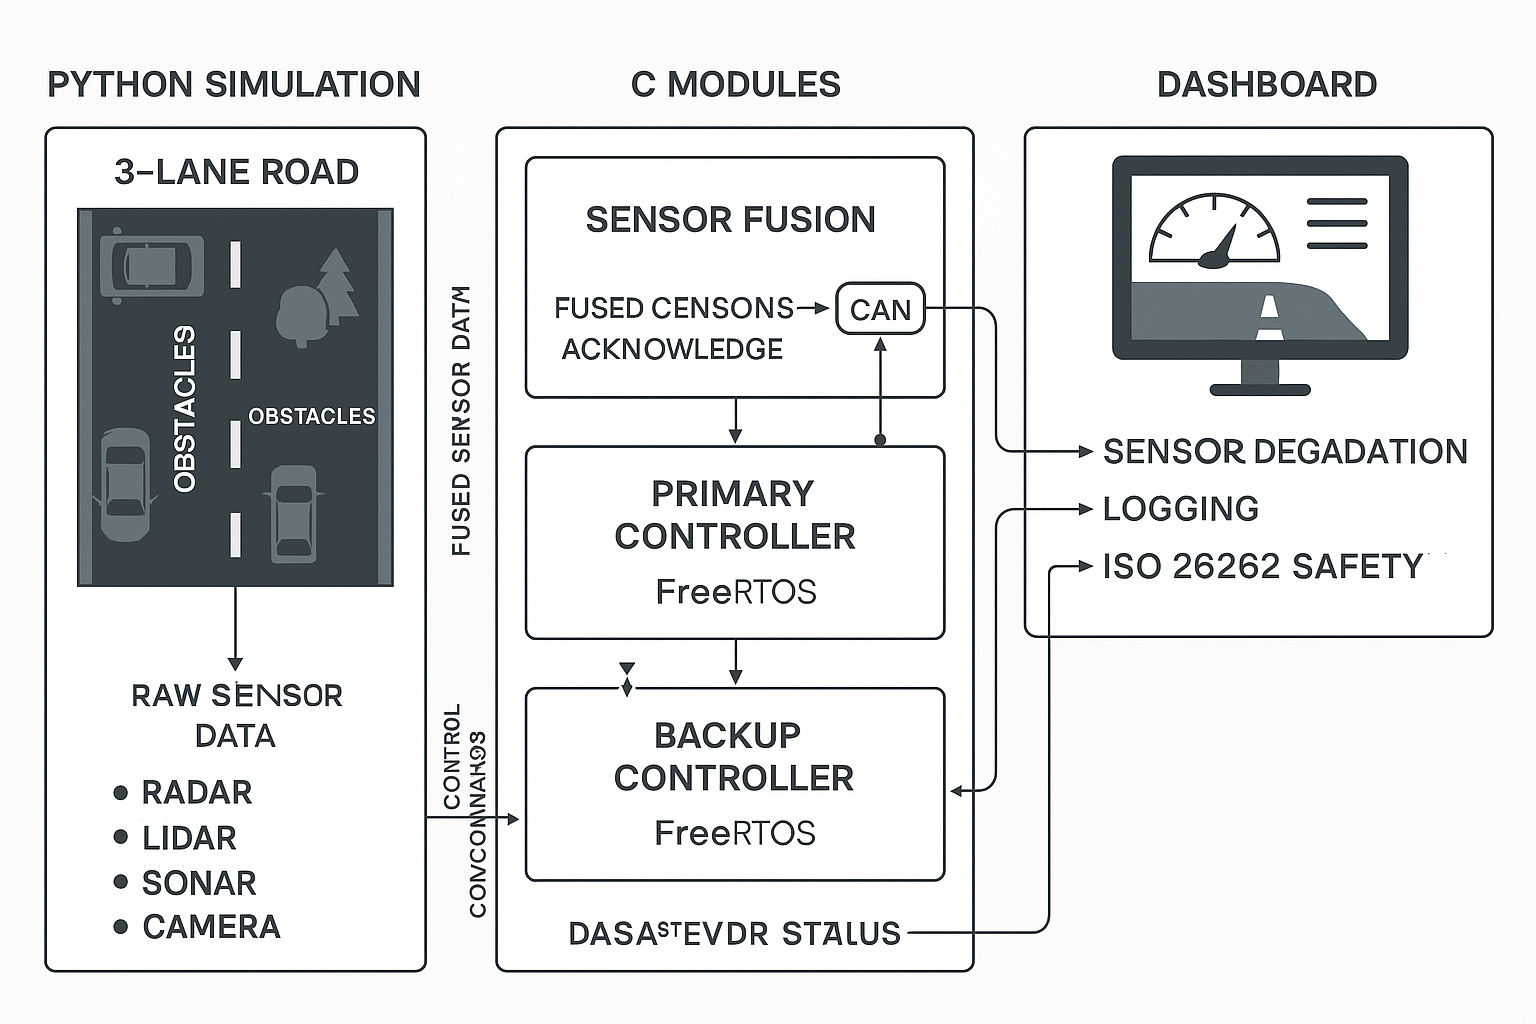 PYTHON SIMULATION
3-LANE ROAD
OBSTACLES
OBSTACLES
RAW SENSOR
DATA
• RADAR
• LIDAR
• SONAR
• CAMERA
FUSED SENSOR DATM
CONTROL
C MODULES
SENSOR FUSION
FUSED CENSONS
CAN
ACKNOWLEDGE
PRIMARY
CONTROLLER
FreeRTOS
BACKUP
CONTROLLER
FreeRTOS
DASASTEVDR STALUS
DASHBOARD
SENSOR DEGADATION
LOGGING
ISO 26262 SAFETY